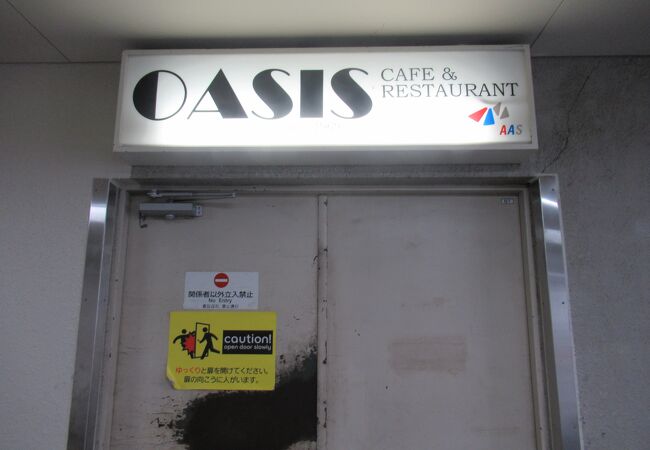 OASIS
CAFE &
RESTAURANT
AAS
関係者以外立入禁止
No Entry
caution!
open door slowly
ゆっくりと扉を開けてください。
扉の向こうに人がいます。